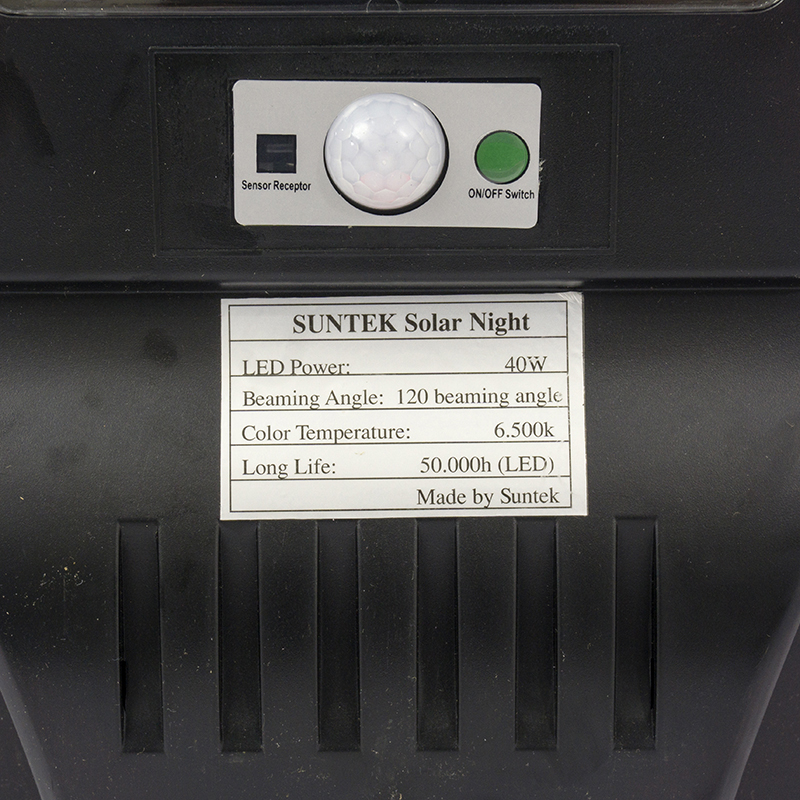 Sensor Receptor
ON/OFF Switch
SUNTEK Solar Night
LED Power: 40W
Beaming Angle: 120 beaming angle
Color Temperature: 6.500k
Long Life: 50.000h (LED)
Made by Suntek